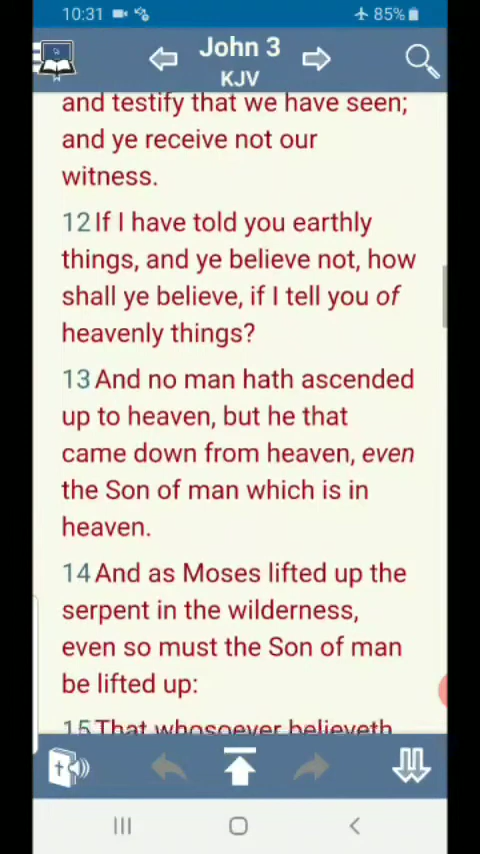 10:31 85%
John 3
KJV
and testify that we have seen;
and ye receive not our
witness.
12 If I have told you earthly
things, and ye believe not, how
shall ye believe, if I tell you of
heavenly things?
13 And no man hath ascended
up to heaven, but he that
came down from heaven, even
the Son of man which is in
heaven.
14 And as Moses lifted up the
serpent in the wilderness,
even so must the Son of man
be lifted up:
15 That whosoever believeth